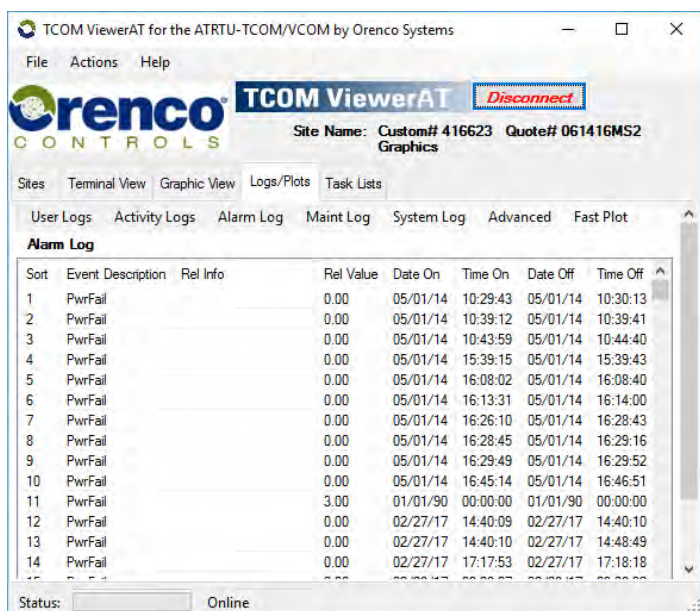 TCOM ViewerAT for the ATRTU-TCOM/VCOM by Orenco Systems
File Actions Help
Orenco CONTROLS
TCOM ViewerAT
Disconnect
Site Name: Custom# 416623 Quote# 061416MS2
Graphics
Sites Terminal View Graphic View Logs/Plots Task Lists
User Logs Activity Logs Alarm Log Maint Log System Log Advanced Fast Plot
Alarm Log
Sort Event Description Rel Info Rel Value Date On Time On Date Off Time Off
1 PwrFail 0.00 05/01/14 10:29:43 05/01/14 10:30:13
2 PwrFail 0.00 05/01/14 10:39:12 05/01/14 10:39:41
3 PwrFail 0.00 05/01/14 10:43:59 05/01/14 10:44:40
4 PwrFail 0.00 05/01/14 15:39:15 05/01/14 15:39:43
5 PwrFail 0.00 05/01/14 16:08:02 05/01/14 16:08:40
6 PwrFail 0.00 05/01/14 16:13:31 05/01/14 16:14:00
7 PwrFail 0.00 05/01/14 16:26:10 05/01/14 16:28:43
8 PwrFail 0.00 05/01/14 16:28:45 05/01/14 16:29:16
9 PwrFail 0.00 05/01/14 16:29:49 05/01/14 16:29:52
10 PwrFail 0.00 05/01/14 16:45:14 05/01/14 16:46:51
11 PwrFail 3.00 01/01/90 00:00:00 01/01/90 00:00:00
12 PwrFail 0.00 02/27/17 14:40:09 02/27/17 14:40:10
13 PwrFail 0.00 02/27/17 14:40:10 02/27/17 14:48:49
14 PwrFail 0.00 02/27/17 17:17:53 02/27/17 17:18:18
Status: Online